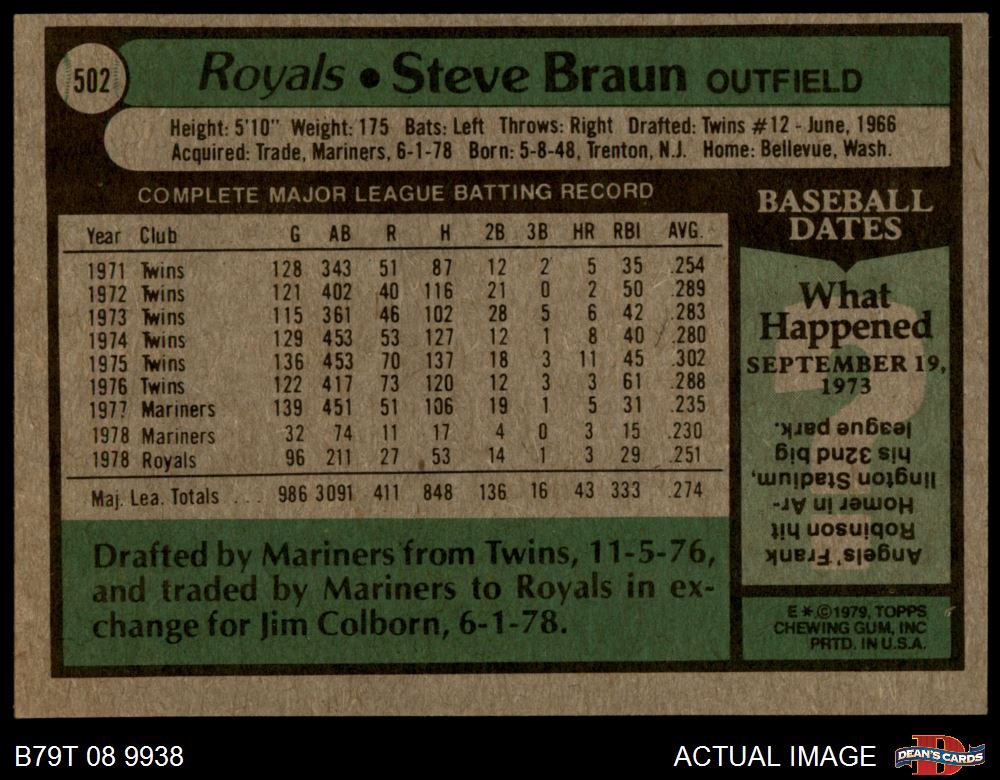 502
Royals • Steve Braun OUTFIELD
Height: 5'10" Weight: 175 Bats: Left Throws: Right Drafted: Twins #12 - June, 1966
Acquired: Trade, Mariners, 6-1-78 Born: 5-8-48, Trenton, N.J. Home: Bellevue, Wash.
COMPLETE MAJOR LEAGUE BATTING RECORD
Year Club G AB R H 2B 3B HR RBI AVG.
1971 Twins 128 343 51 87 12 2 5 35 .254
1972 Twins 121 402 40 116 21 0 2 50 .289
1973 Twins 115 361 46 102 28 5 6 42 .283
1974 Twins 129 453 53 127 12 1 8 40 .280
1975 Twins 136 453 70 137 18 3 11 45 .302
1976 Twins 122 417 73 120 12 3 3 61 .288
1977 Mariners 139 451 51 106 19 1 5 31 .235
1978 Mariners 32 74 11 17 4 0 3 15 .230
1978 Royals 96 211 27 53 14 1 3 29 .251
Maj. Lea. Totals . . . 986 3091 411 848 136 16 43 333 .274
Drafted by Mariners from Twins, 11-5-76,
and traded by Mariners to Royals in ex-
change for Jim Colborn, 6-1-78.
BASEBALL
DATES
What
Happened
SEPTEMBER 19,
1973
Angels' Frank
Robinson hit
Homer in Ar-
lington Stadium,
his 32nd big
league park.
E *. ©1979, TOPPS
CHEWING GUM, INC
PRTD. IN U.S.A.
B79T 08 9938
ACTUAL IMAGE
DEAN'S CARDS